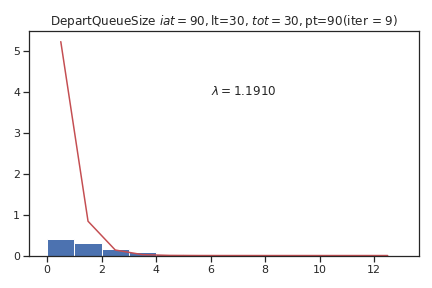 DepartQueueSize iat = 90,lt=30, tot = 30,pt=90(iter = 9)
λ = 1.1910
5
4
3
2
1
0
0 2 4 6 8 10 12